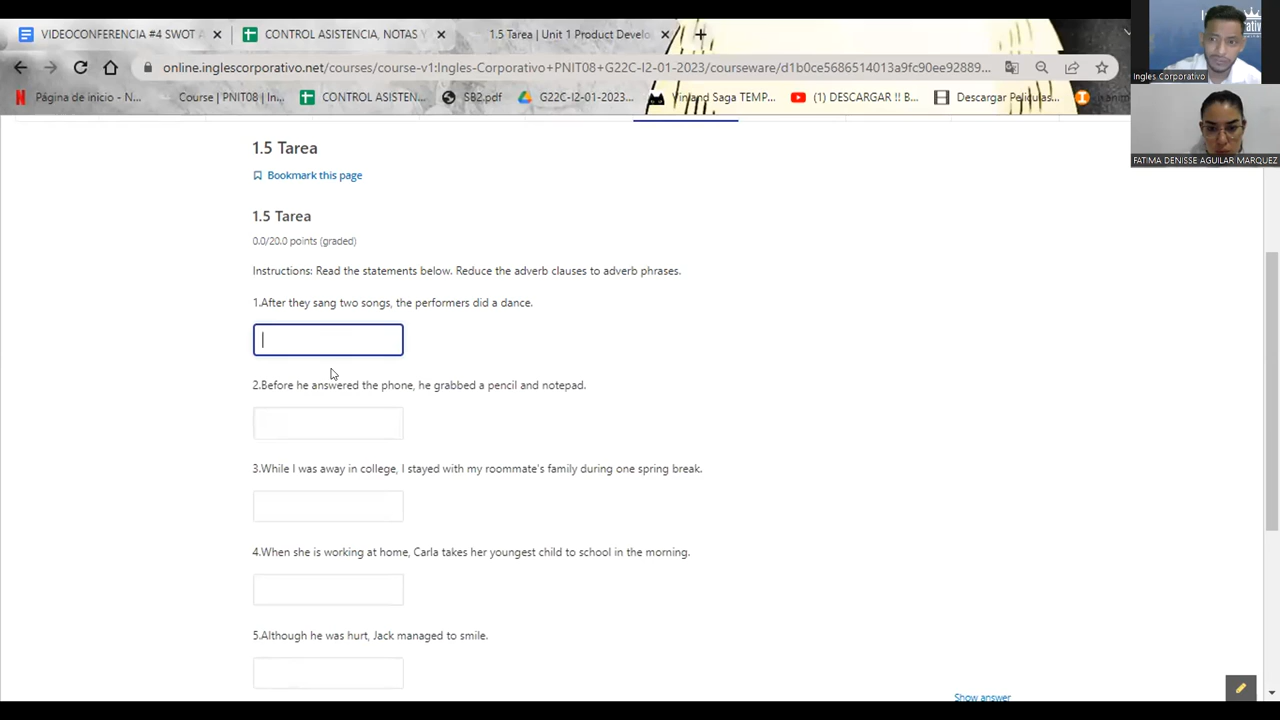 VIDEOCONFERENCIA #4 SWOT A
CONTROL ASISTENCIA, NOTAS Y
1.5 Tarea | Unit 1 Product Develo
online.inglescorporativo.net/courses/course-v1:Ingles-Corporativo+PNIT08+G22C-I2-01-2023/courseware/d1b0ce5686514013a9fc90ee92889...
Página de inicio - N...
Course | PNIT08 | In...
CONTROL ASISTEN...
SB2.pdf
G22C-I2-01-2023...
Vinland Saga TEMP...
(1) DESCARGAR !! B...
Descargar Peliculas...
Ingles Corporativo
FATIMA DENISSE AGUILAR MARQUEZ
1.5 Tarea
Bookmark this page
1.5 Tarea
0.0/20.0 points (graded)
Instructions: Read the statements below. Reduce the adverb clauses to adverb phrases.
1.After they sang two songs, the performers did a dance.
2.Before he answered the phone, he grabbed a pencil and notepad.
3.While I was away in college, I stayed with my roommate's family during one spring break.
4.When she is working at home, Carla takes her youngest child to school in the morning.
5.Although he was hurt, Jack managed to smile.
Show answer